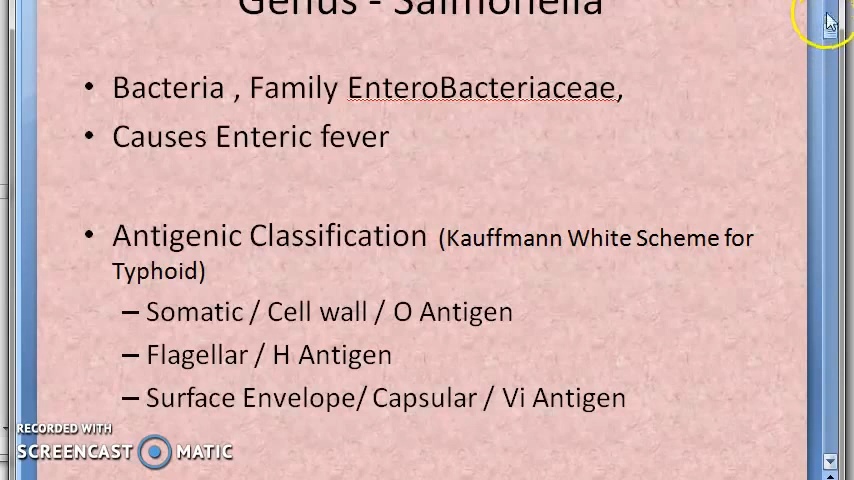 Genus - Salmonella
• Bacteria , Family EnteroBacteriaceae,
• Causes Enteric fever
• Antigenic Classification (Kauffmann White Scheme for
Typhoid)
– Somatic / Cell wall / O Antigen
– Flagellar / H Antigen
– Surface Envelope/ Capsular / Vi Antigen
RECORDED WITH
SCREENCAST MATIC